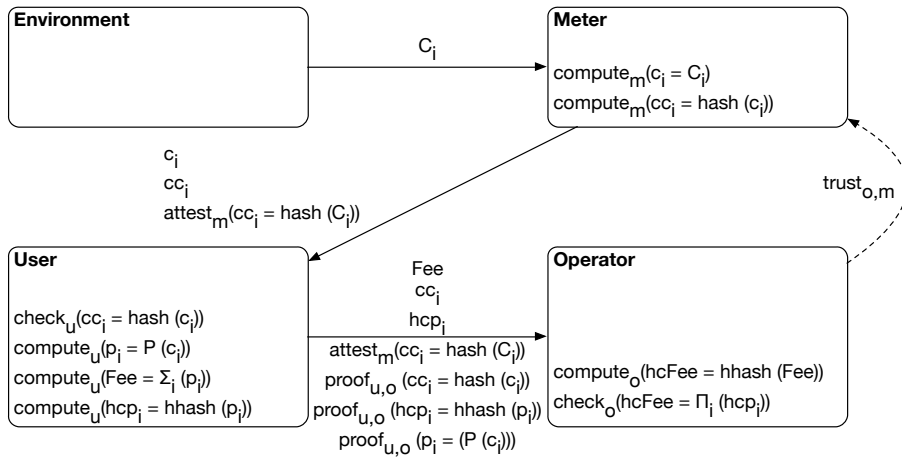 Environment
C_i
Meter
compute_m(c_i = C_i)
compute_m(cc_i = hash (c_i))
c_i
cc_i
attest_m(cc_i = hash (C_i))
trust_o,m
User
check_u(cc_i = hash (c_i))
compute_u(p_i = P (c_i))
compute_u(Fee = Σ_i (p_i))
compute_u(hcp_i = hhash (p_i))
Fee
cc_i
hcp_i
attest_m(cc_i = hash (C_i))
proof_u,o (cc_i = hash (c_i))
proof_u,o (hcp_i = hhash (p_i))
proof_u,o (p_i = (P (c_i)))
Operator
compute_o(hcFee = hhash (Fee))
check_o(hcFee = Π_i (hcp_i))